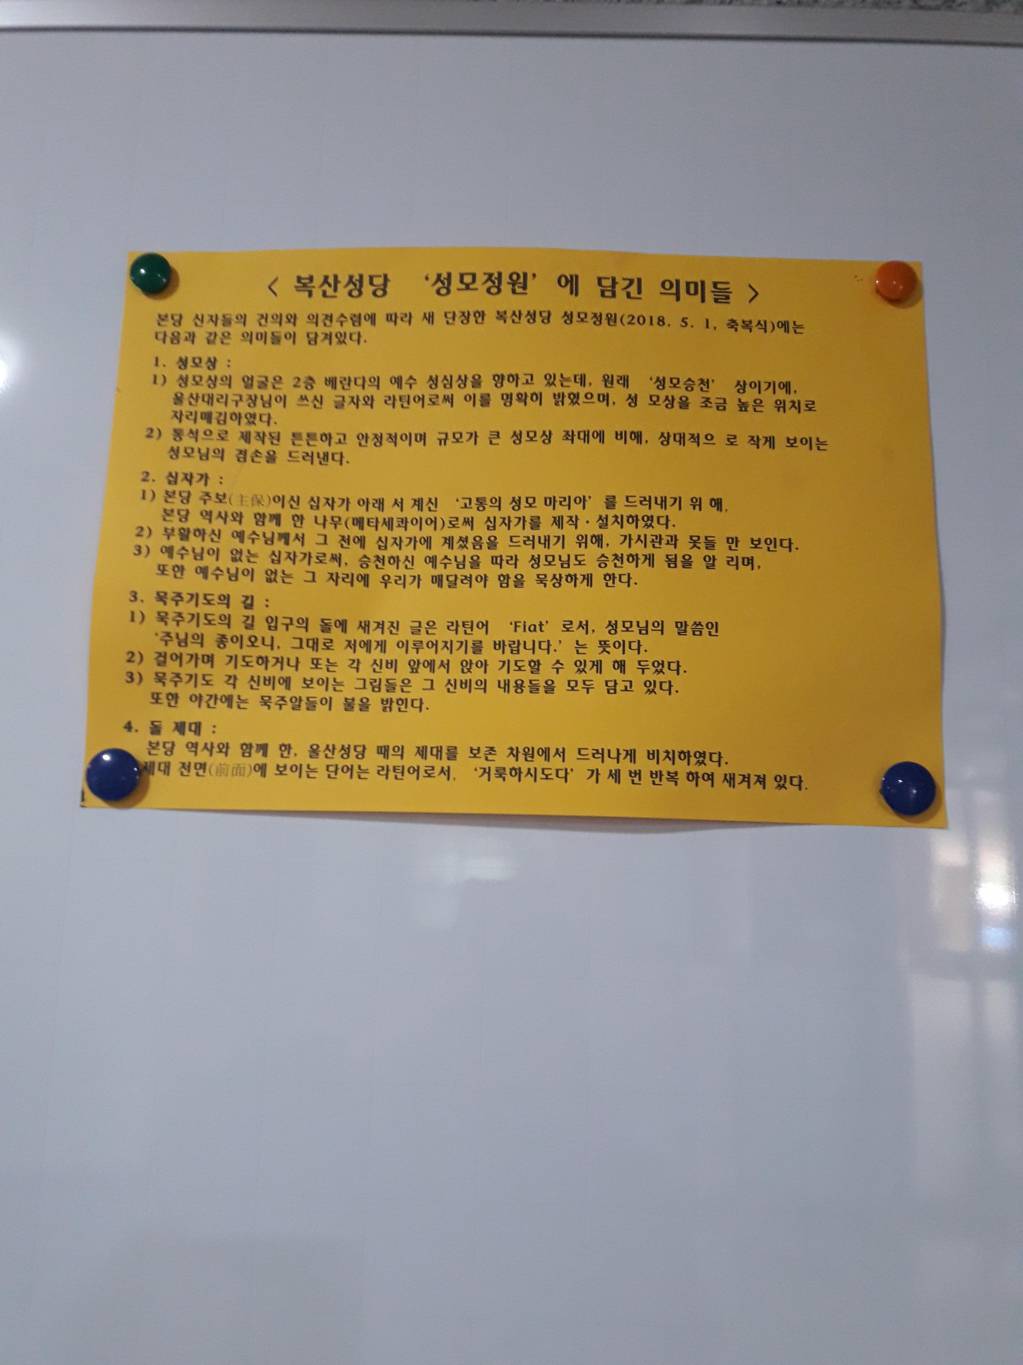 < 복산성당 ‘성모정원’ 에 담긴 의미들 >
본당 신자들의 건의와 의견수렴에 따라 새 단장한 복산성당 성모정원(2018. 5. 1, 축복식)에는
다음과 같은 의미들이 담겨있다.
1. 성모상 :
1) 성모상의 얼굴은 2층 베란다의 예수 성심상을 향하고 있는데, 원래 ‘성모승천’ 상이기에,
울산대리구장님이 쓰신 글자와 라틴어로써 이를 명확히 밝혔으며, 성 모상을 조금 높은 위치로
자리매김하였다.
2) 통석으로 제작된 튼튼하고 안정적이며 규모가 큰 성모상 좌대에 비해, 상대적으 로 작게 보이는
성모님의 겸손을 드러낸다.
2. 십자가 :
1) 본당 주보(主保)이신 십자가 아래 서 계신 ‘고통의 성모 마리아’ 를 드러내기 위 해,
본당 역사와 함께 한 나무(메타세콰이어)로써 십자가를 제작·설치하였다.
2) 부활하신 예수님께서 그 전에 십자가에 계셨음을 드러내기 위해, 가시관과 못들 만 보인다.
3) 예수님이 없는 십자가로써, 승천하신 예수님을 따라 성모님도 승천하게 됨을 알 리며,
또한 예수님이 없는 그 자리에 우리가 매달려야 함을 묵상하게 한다.
3. 묵주기도의 길 :
1) 묵주기도의 길 입구의 돌에 새겨진 글은 라틴어 ‘Fiat’ 로서, 성모님의 말씀인
‘주님의 종이오니, 그대로 저에게 이루어지기를 바랍니다.’ 는 뜻이다.
2) 걸어가며 기도하거나 또는 각 신비 앞에서 앉아 기도할 수 있게 해 두었다.
3) 묵주기도 각 신비에 보이는 그림들은 그 신비의 내용들을 모두 담고 있다.
또한 야간에는 묵주알들이 불을 밝힌다.
4. 돌 제대 :
본당 역사와 함께 한, 울산성당 때의 제대를 보존 차원에서 드러나게 비치하였다.
제대 전면(前面)에 보이는 단어는 라틴어로서, ‘거룩하시도다’ 가 세 번 반복 하여 새겨져 있다.